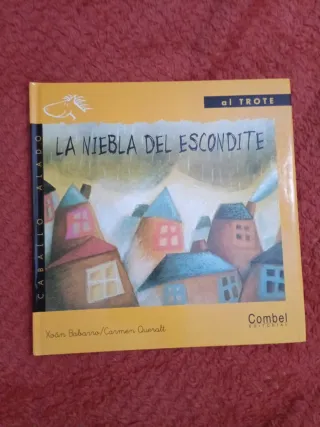 al TROTE
LA NIEBLA DEL ESCONDITE
CABALLO ALADO
Xoán Babarro/Carmen Queralt
Combel
EDITORIAL